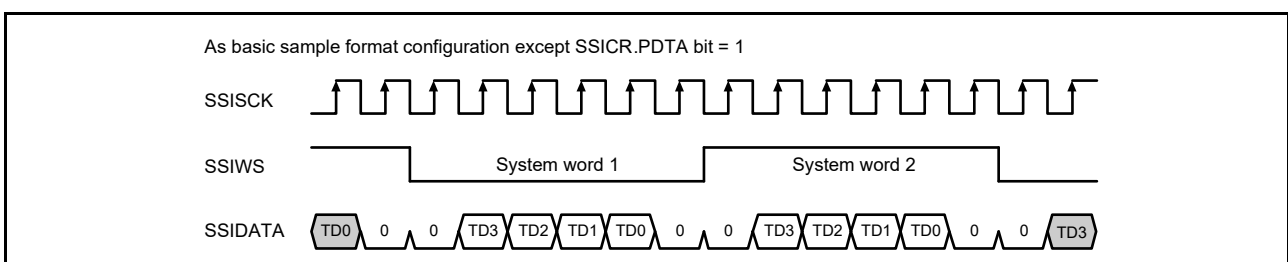 As basic sample format configuration except SSICR.PDTA bit = 1
SSISCK
SSIWS System word 1 System word 2
SSIDATA TD0 0 0 TD3 TD2 TD1 TD0 0 0 TD3 TD2 TD1 TD0 0 0 TD3